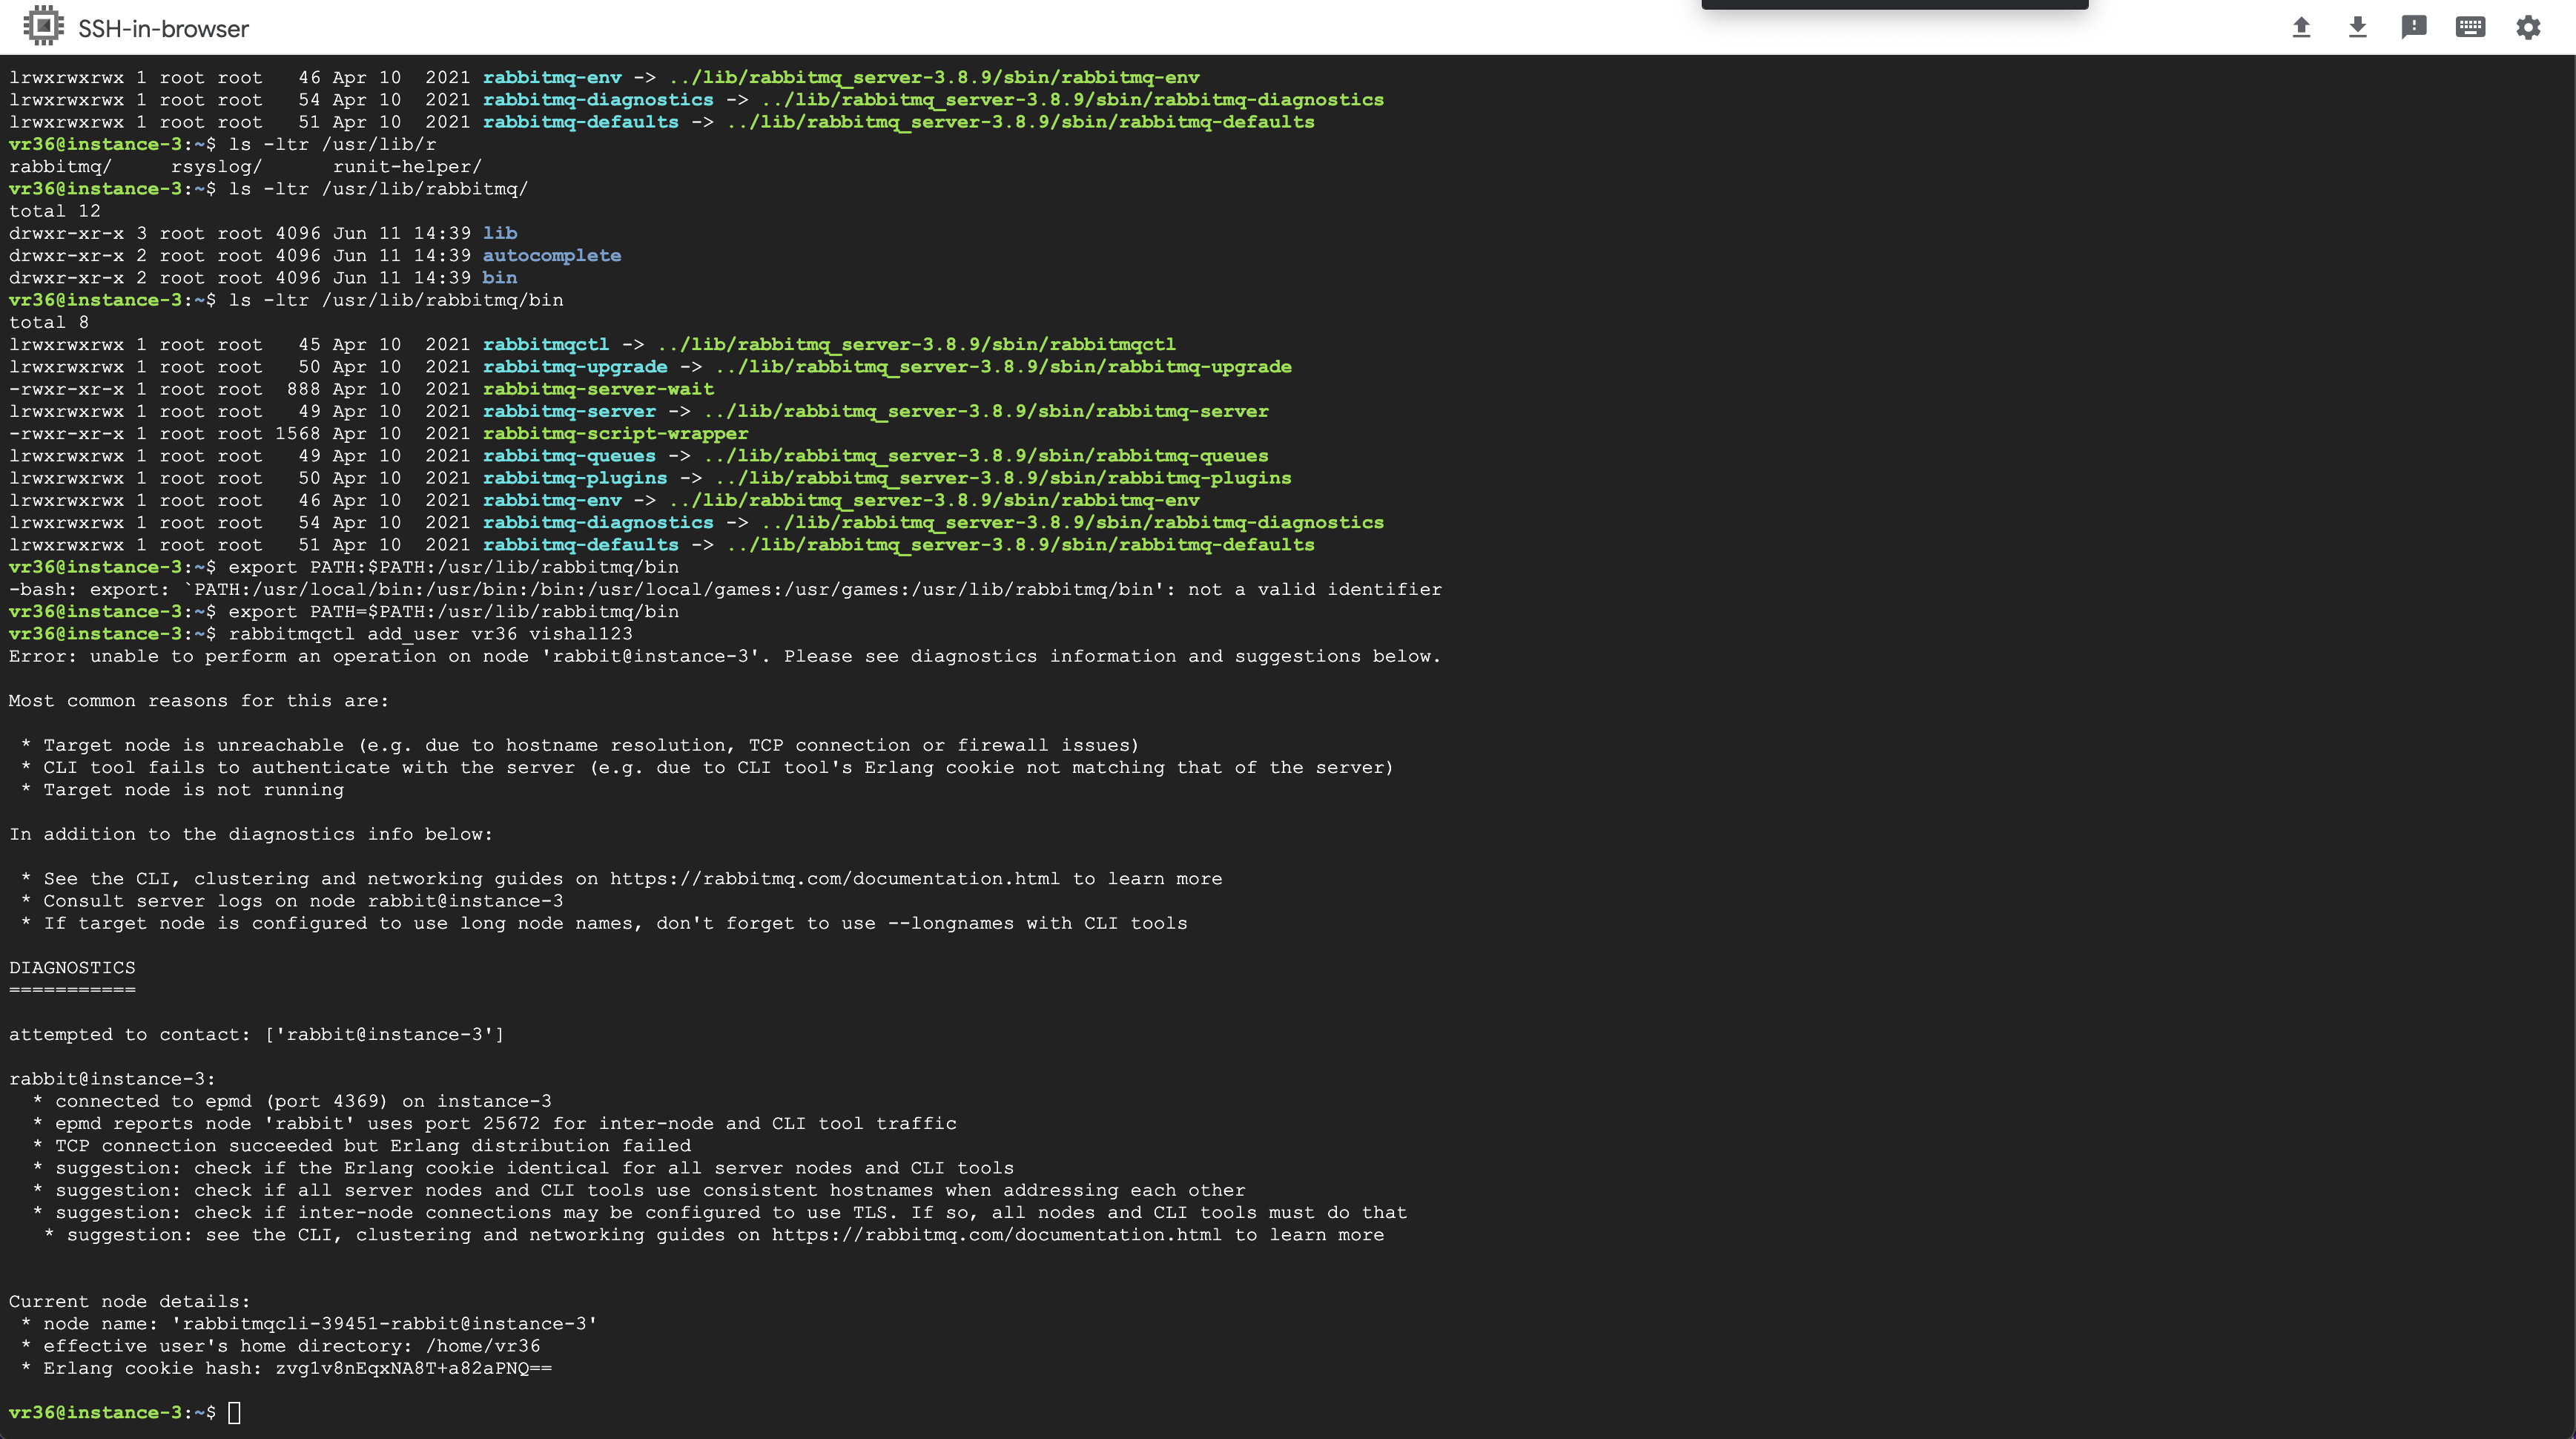 SSH-in-browser
lrwxrwxrwx 1 root root   46 Apr 10  2021 rabbitmq-env -> ../lib/rabbitmq_server-3.8.9/sbin/rabbitmq-env
lrwxrwxrwx 1 root root   54 Apr 10  2021 rabbitmq-diagnostics -> ../lib/rabbitmq_server-3.8.9/sbin/rabbitmq-diagnostics
lrwxrwxrwx 1 root root   51 Apr 10  2021 rabbitmq-defaults -> ../lib/rabbitmq_server-3.8.9/sbin/rabbitmq-defaults
vr36@instance-3:~$ ls -ltr /usr/lib/r
rabbitmq/     rsyslog/      runit-helper/
vr36@instance-3:~$ ls -ltr /usr/lib/rabbitmq/
total 12
drwxr-xr-x 3 root root 4096 Jun 11 14:39 lib
drwxr-xr-x 2 root root 4096 Jun 11 14:39 autocomplete
drwxr-xr-x 2 root root 4096 Jun 11 14:39 bin
vr36@instance-3:~$ ls -ltr /usr/lib/rabbitmq/bin
total 8
lrwxrwxrwx 1 root root   45 Apr 10  2021 rabbitmqctl -> ../lib/rabbitmq_server-3.8.9/sbin/rabbitmqctl
lrwxrwxrwx 1 root root   50 Apr 10  2021 rabbitmq-upgrade -> ../lib/rabbitmq_server-3.8.9/sbin/rabbitmq-upgrade
-rwxr-xr-x 1 root root  888 Apr 10  2021 rabbitmq-server-wait
lrwxrwxrwx 1 root root   49 Apr 10  2021 rabbitmq-server -> ../lib/rabbitmq_server-3.8.9/sbin/rabbitmq-server
-rwxr-xr-x 1 root root 1568 Apr 10  2021 rabbitmq-script-wrapper
lrwxrwxrwx 1 root root   49 Apr 10  2021 rabbitmq-queues -> ../lib/rabbitmq_server-3.8.9/sbin/rabbitmq-queues
lrwxrwxrwx 1 root root   50 Apr 10  2021 rabbitmq-plugins -> ../lib/rabbitmq_server-3.8.9/sbin/rabbitmq-plugins
lrwxrwxrwx 1 root root   46 Apr 10  2021 rabbitmq-env -> ../lib/rabbitmq_server-3.8.9/sbin/rabbitmq-env
lrwxrwxrwx 1 root root   54 Apr 10  2021 rabbitmq-diagnostics -> ../lib/rabbitmq_server-3.8.9/sbin/rabbitmq-diagnostics
lrwxrwxrwx 1 root root   51 Apr 10  2021 rabbitmq-defaults -> ../lib/rabbitmq_server-3.8.9/sbin/rabbitmq-defaults
vr36@instance-3:~$ export PATH:$PATH:/usr/lib/rabbitmq/bin
-bash: export: `PATH:/usr/local/bin:/usr/bin:/bin:/usr/local/games:/usr/games:/usr/lib/rabbitmq/bin': not a valid identifier
vr36@instance-3:~$ export PATH=$PATH:/usr/lib/rabbitmq/bin
vr36@instance-3:~$ rabbitmqctl add_user vr36 vishal123
Error: unable to perform an operation on node 'rabbit@instance-3'. Please see diagnostics information and suggestions below.
Most common reasons for this are:
 * Target node is unreachable (e.g. due to hostname resolution, TCP connection or firewall issues)
 * CLI tool fails to authenticate with the server (e.g. due to CLI tool's Erlang cookie not matching that of the server)
 * Target node is not running
In addition to the diagnostics info below:
 * See the CLI, clustering and networking guides on https://rabbitmq.com/documentation.html to learn more
 * Consult server logs on node rabbit@instance-3
 * If target node is configured to use long node names, don't forget to use --longnames with CLI tools
DIAGNOSTICS
===========
attempted to contact: ['rabbit@instance-3']
rabbit@instance-3:
  * connected to epmd (port 4369) on instance-3
  * epmd reports node 'rabbit' uses port 25672 for inter-node and CLI tool traffic
  * TCP connection succeeded but Erlang distribution failed
  * suggestion: check if the Erlang cookie identical for all server nodes and CLI tools
  * suggestion: check if all server nodes and CLI tools use consistent hostnames when addressing each other
  * suggestion: check if inter-node connections may be configured to use TLS. If so, all nodes and CLI tools must do that
   * suggestion: see the CLI, clustering and networking guides on https://rabbitmq.com/documentation.html to learn more
Current node details:
 * node name: 'rabbitmqcli-39451-rabbit@instance-3'
 * effective user's home directory: /home/vr36
 * Erlang cookie hash: zvg1v8nEqxNA8T+a82aPNQ==
vr36@instance-3:~$